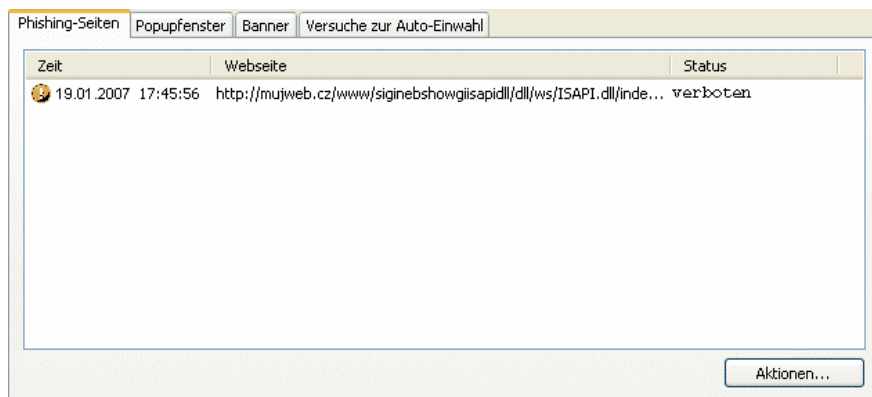 Phishing-Seiten Popupfenster Banner Versuche zur Auto-Einwahl
Zeit Webseite Status
19.01.2007 17:45:56 http://mujweb.cz/www/siginebshowgiisapidll/dll/ws/ISAPI.dll/inde... verboten
Aktionen...